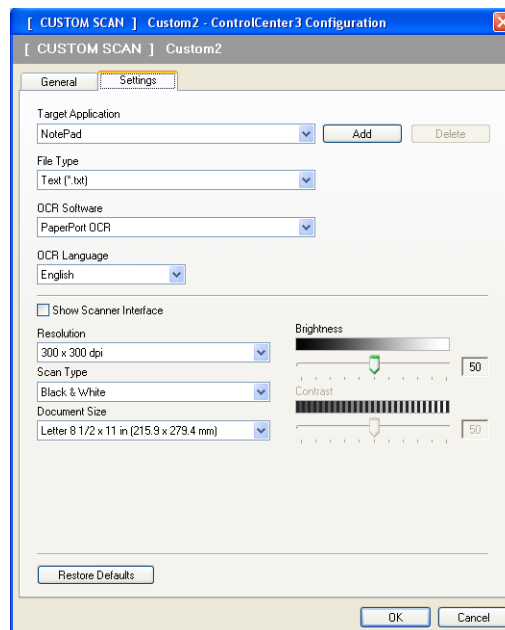 [ CUSTOM SCAN ] Custom2 - ControlCenter3 Configuration
[ CUSTOM SCAN ] Custom2
General Settings
Target Application
NotePad Add Delete
File Type
Text (*.txt)
OCR Software
PaperPort OCR
OCR Language
English
Show Scanner Interface
Resolution Brightness
300 x 300 dpi 50
Scan Type
Black & White Contrast
Document Size
Letter 8 1/2 x 11 in (215.9 x 279.4 mm) 50
Restore Defaults
OK Cancel